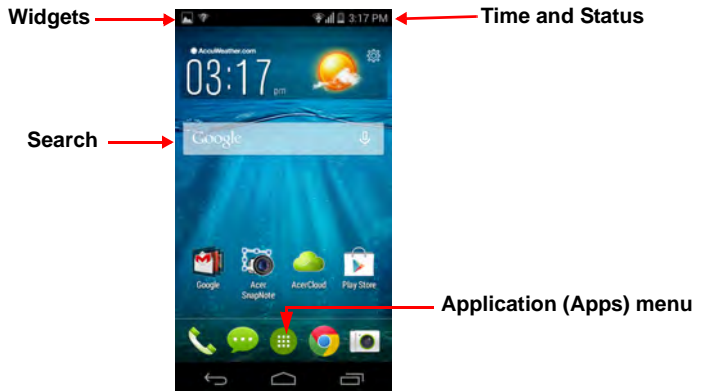 Widgets
3:17 PM
Time and Status
AccuWeather.com
03:17 pm
Search
Google
Google
Acer SnapNote
AcerCloud
Play Store
Application (Apps) menu